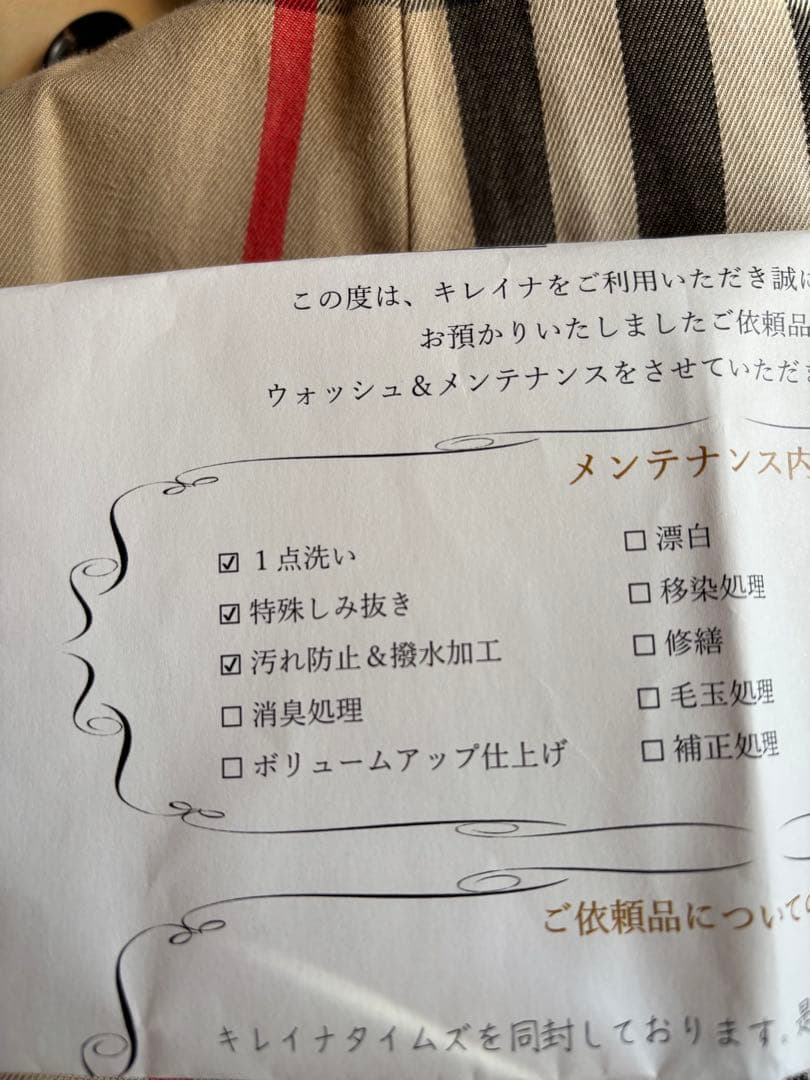 この度は、キレイナをご利用いただき誠に
お預かりいたしましたご依頼品
ウォッシュ&メンテナンスをさせていただき
メンテナンス内
☑ 1点洗い
☑ 特殊しみ抜き
☑ 汚れ防止&撥水加工
☐ 消臭処理
☐ ボリュームアップ仕上げ
☐ 漂白
☐ 移染処理
☐ 修繕
☐ 毛玉処理
☐ 補正処理
ご依頼品についての
キレイナタイムズを同封しております。